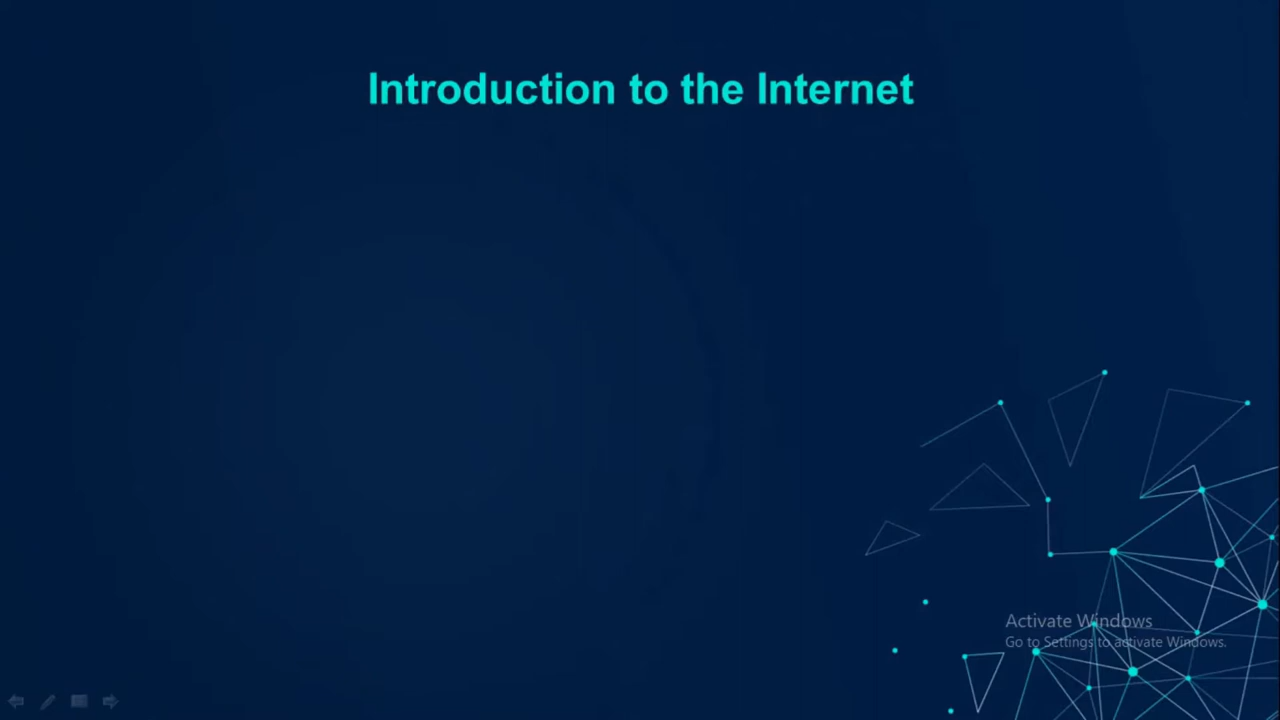 Introduction to the Internet
Activate Windows
Go to Settings to activate Windows.